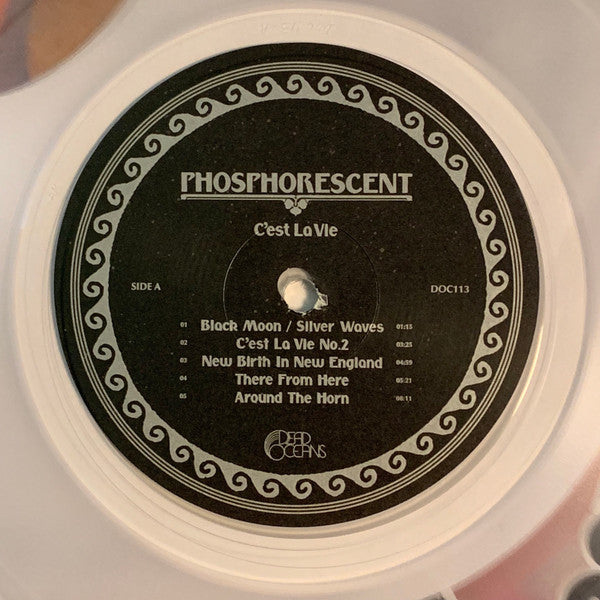 PHOSPHORESCENT
C'est La Vie
SIDE A DOC113
01 Black Moon / Silver Waves 01:15
02 C'est La Vie No.2 03:25
03 New Birth In New England 04:59
04 There From Here 05:21
05 Around The Horn 08:11
DEAD
OCEANS